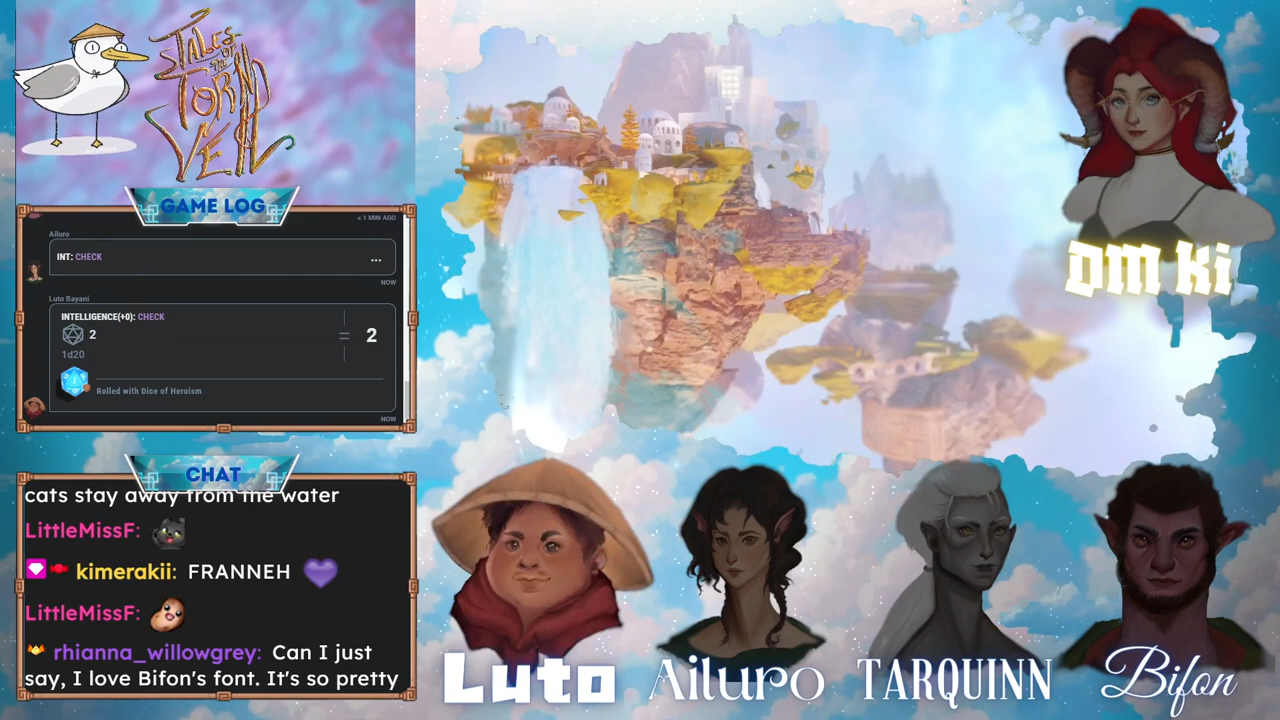 TALES
OF THE
TORN
VEIL
GAME LOG
< 1 MIN AGO
Ailuro
INT: CHECK
...
NOW
Luto Bayani
INTELLIGENCE(+0): CHECK
2
= 2
1d20
Rolled with Dice of Heroism
NOW
CHAT
cats stay away from the water
LittleMissF:
kimerakii: FRANNEH
LittleMissF:
rhianna_willowgrey: Can I just
say, I love Bifon's font. It's so pretty
DM Ki
Luto
Ailuro
TARQUINN
Bifon